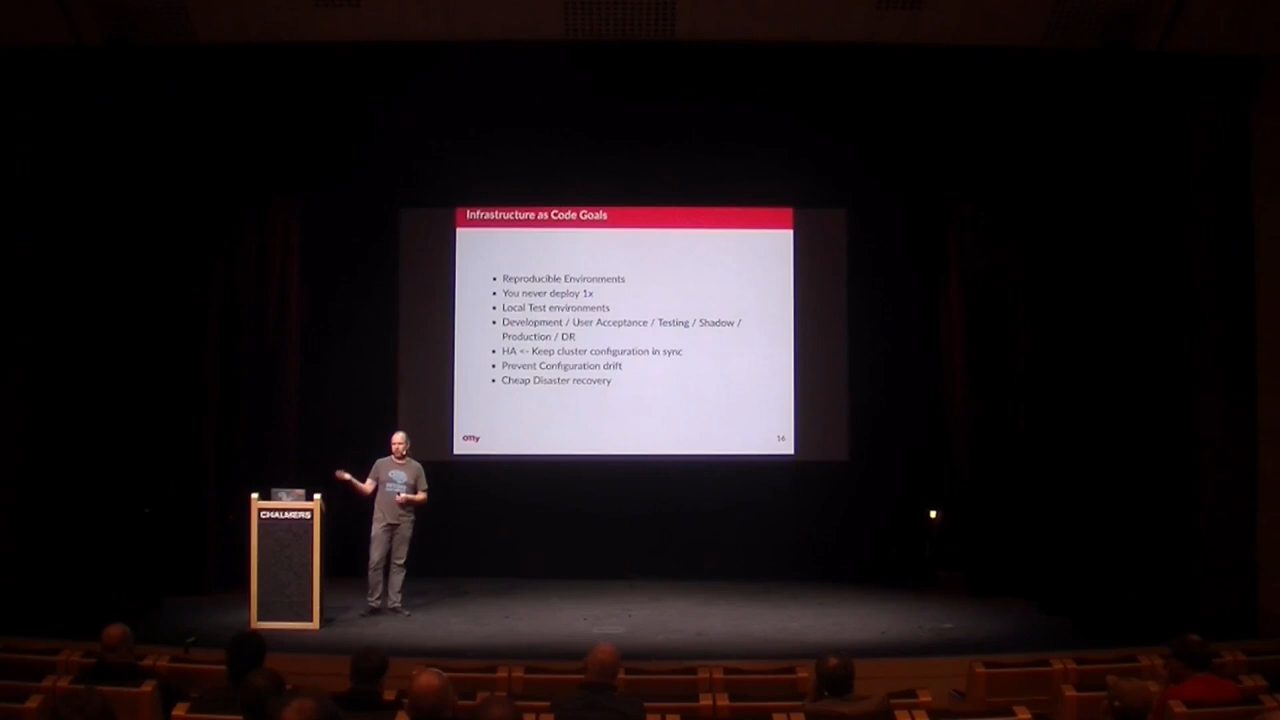 Infrastructure as Code Goals
• Reproducible Environments
• You never deploy 1x
• Local Test environments
• Development / User Acceptance / Testing / Shadow /
Production / DR
• HA <- Keep cluster configuration in sync
• Prevent Configuration drift
• Cheap Disaster recovery
16
CHALMERS